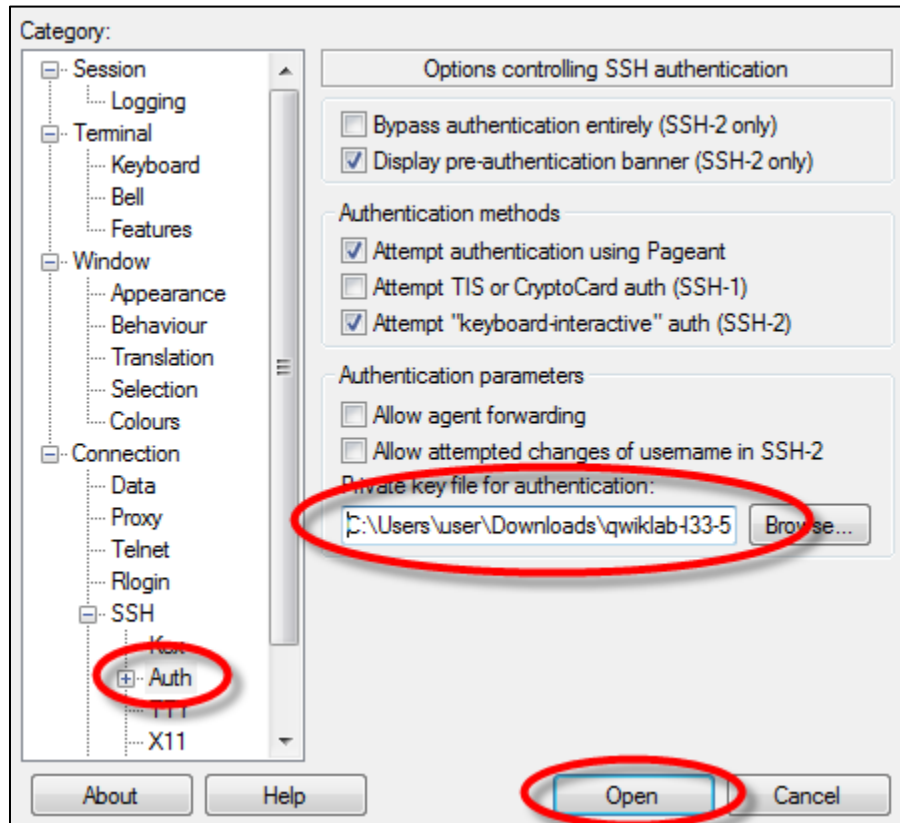 Category:
Session
Logging
Terminal
Keyboard
Bell
Features
Window
Appearance
Behaviour
Translation
Selection
Colours
Connection
Data
Proxy
Telnet
Rlogin
SSH
Kex
Auth
TTY
X11
Options controlling SSH authentication
Bypass authentication entirely (SSH-2 only)
Display pre-authentication banner (SSH-2 only)
Authentication methods
Attempt authentication using Pageant
Attempt TIS or CryptoCard auth (SSH-1)
Attempt "keyboard-interactive" auth (SSH-2)
Authentication parameters
Allow agent forwarding
Allow attempted changes of username in SSH-2
Private key file for authentication:
C:\Users\user\Downloads\qwiklab-l33-5
Browse...
About
Help
Open
Cancel